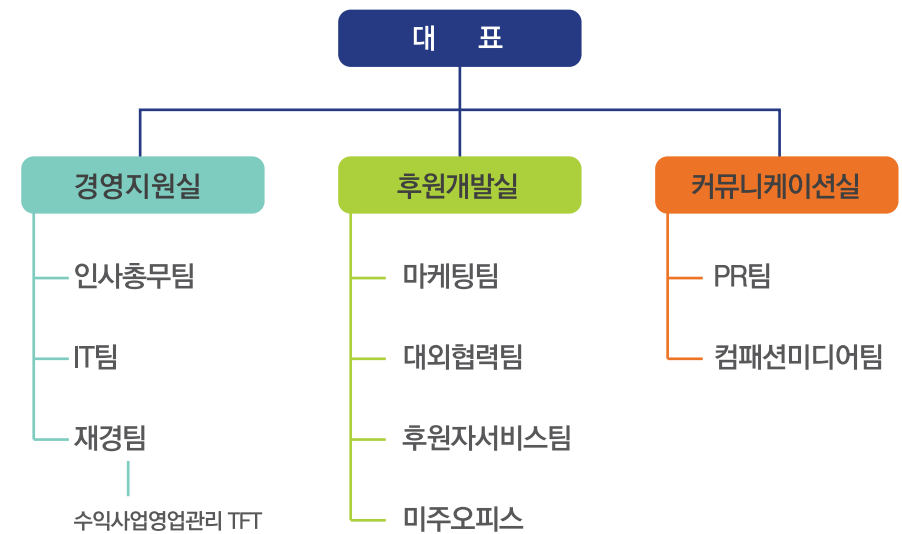 대 표
경영지원실
인사총무팀
IT팀
재경팀
수익사업영업관리 TFT
후원개발실
마케팅팀
대외협력팀
후원자서비스팀
미주오피스
커뮤니케이션실
PR팀
컴패션미디어팀